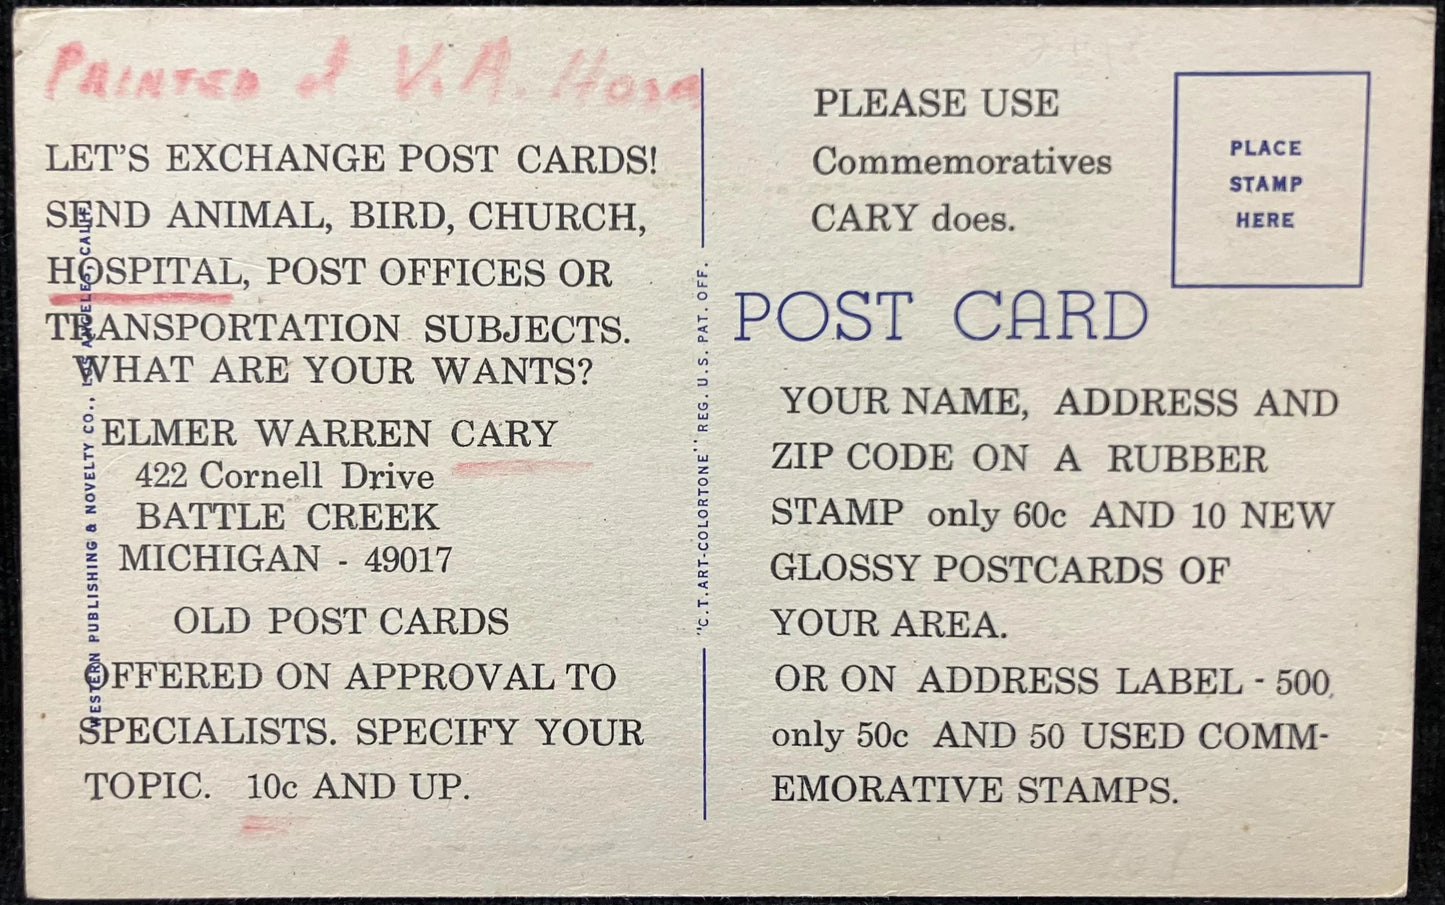 PAINTED V.A. Hosp
LET'S EXCHANGE POST CARDS!
SEND ANIMAL, BIRD, CHURCH,
HOSPITAL, POST OFFICES OR
TRANSPORTATION SUBJECTS.
WHAT ARE YOUR WANTS?
ELMER WARREN CARY
422 Cornell Drive
BATTLE CREEK
MICHIGAN - 49017
OLD POST CARDS
OFFERED ON APPROVAL TO
SPECIALISTS. SPECIFY YOUR
TOPIC. 10c AND UP.
WESTERN PUBLISHING & NOVELTY CO., LOS ANGELES, CALIF.
"C.T. ART-COLORTONE" REG. U.S. PAT. OFF.
PLEASE USE
Commemoratives
CARY does.
PLACE
STAMP
HERE
POST CARD
YOUR NAME, ADDRESS AND
ZIP CODE ON A RUBBER
STAMP only 60c AND 10 NEW
GLOSSY POSTCARDS OF
YOUR AREA.
OR ON ADDRESS LABEL - 500,
only 50c AND 50 USED COMM-
EMORATIVE STAMPS.